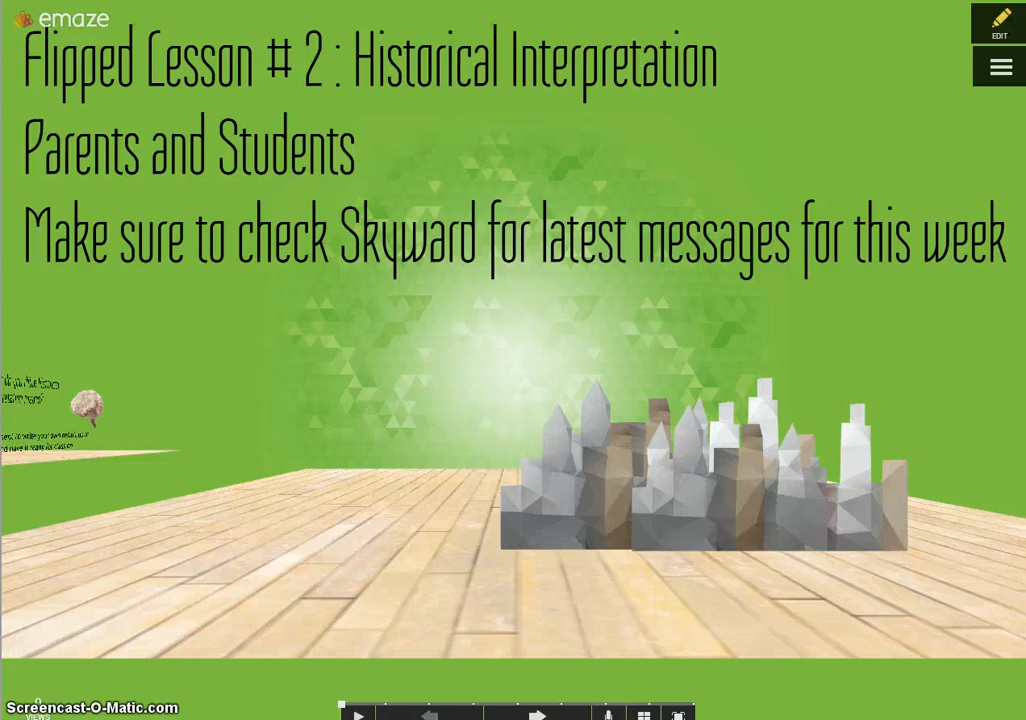 emaze
EDIT
Flipped Lesson # 2 : Historical Interpretation
Parents and Students
Make sure to check Skyward for latest messages for this week
VIEWS
Screencast-O-Matic.com